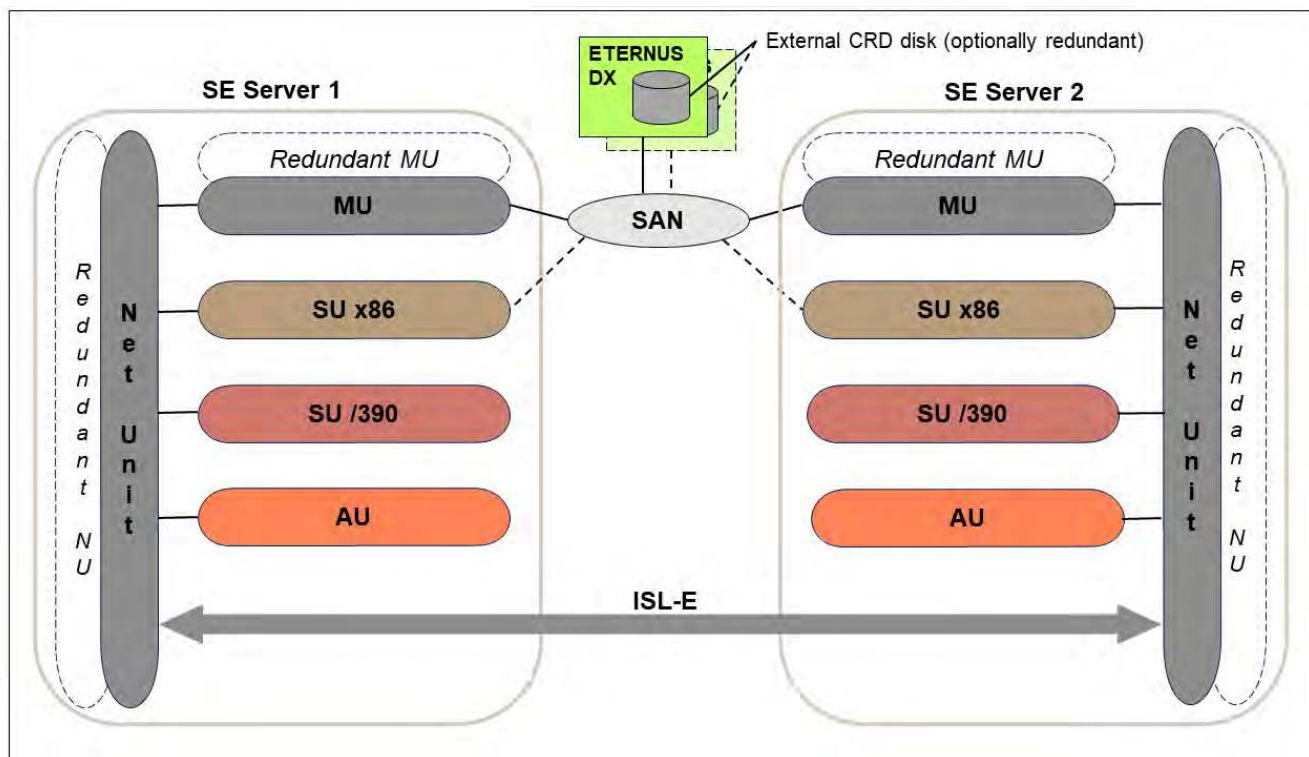 External CRD disk (optionally redundant)
ETERNUS
DX
S
SE Server 1
SE Server 2
Redundant MU
Redundant MU
MU
SAN
MU
SU x86
SU x86
SU /390
SU /390
AU
AU
ISL-E
Redundant NU
Net Unit
Net Unit
Redundant NU